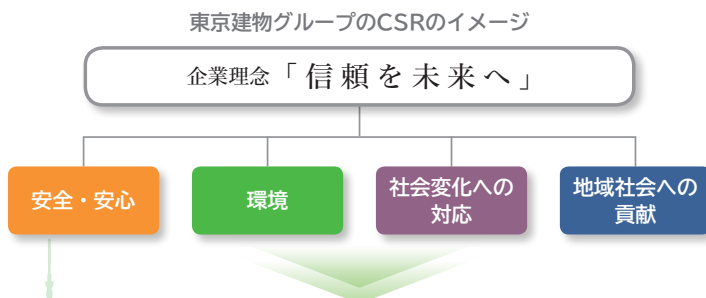 東京建物グループのCSRのイメージ
企業理念「信頼を未来へ」
安全・安心
環境
社会変化への
対応
地域社会への
貢献